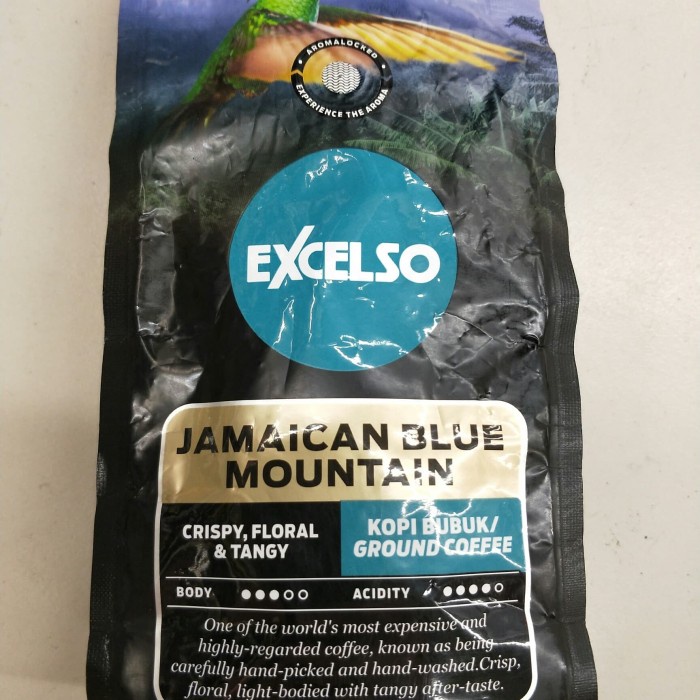 AROMALOCKED
EXPERIENCE THE AROMA
EXCELSO
JAMAICAN BLUE
MOUNTAIN
CRISPY, FLORAL
& TANGY
KOPI BUBUK/
GROUND COFFEE
BODY
ACIDITY
One of the world's most expensive and
highly-regarded coffee, known as being
carefully hand-picked and hand-washed.Crisp,
floral, light-bodied with tangy after-taste.